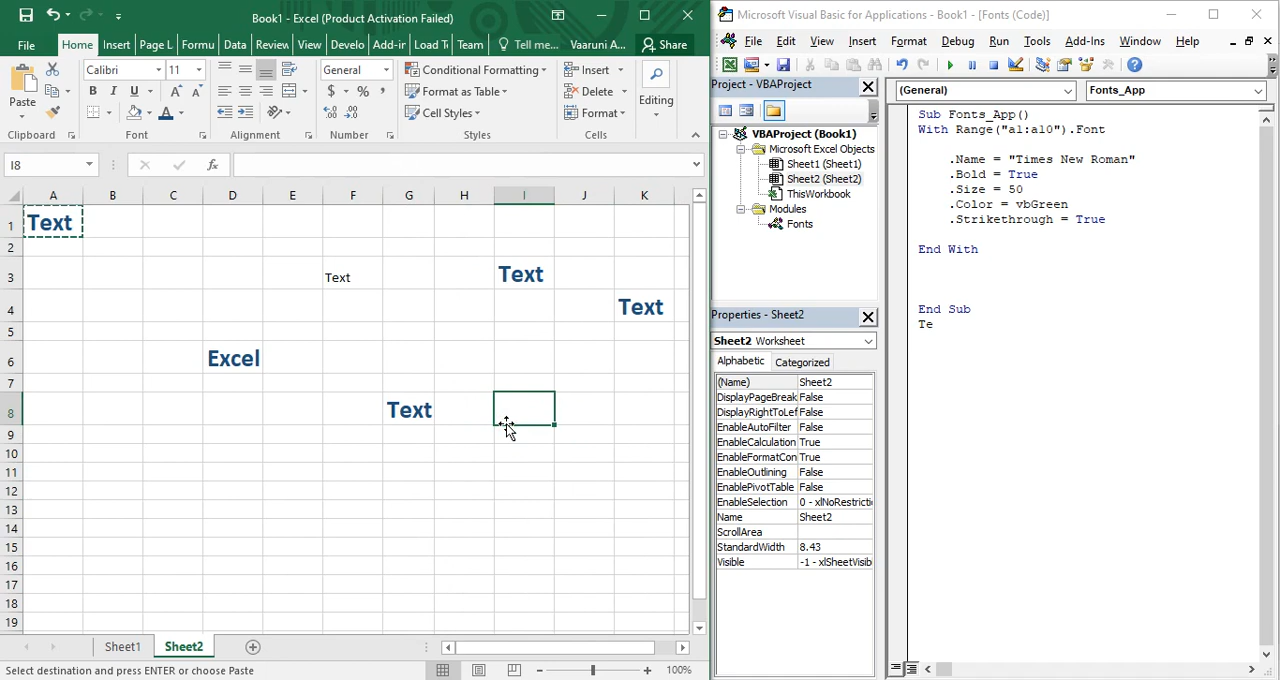 Book1 - Excel (Product Activation Failed)
File Home Insert Page L Formu Data Review View Develo Add-ir Load T Team Tell me... Vaaruni A... Share
Paste
Calibri 11
B I U
A A
General
$ % ,
Conditional Formatting
Format as Table
Cell Styles
Insert
Delete
Format
Editing
Clipboard Font Alignment Number Styles Cells
I8
fx
A B C D E F G H I J K
1 Text
2
3 Text Text
4 Text
5
6 Excel
7
8 Text
9
10
11
12
13
14
15
16
17
18
19
Sheet1 Sheet2
Select destination and press ENTER or choose Paste
100%
Microsoft Visual Basic for Applications - Book1 - [Fonts (Code)]
File Edit View Insert Format Debug Run Tools Add-Ins Window Help
Project - VBAProject
VBAProject (Book1)
Microsoft Excel Objects
Sheet1 (Sheet1)
Sheet2 (Sheet2)
ThisWorkbook
Modules
Fonts
Properties - Sheet2
Sheet2 Worksheet
Alphabetic Categorized
(Name) Sheet2
DisplayPageBreak False
DisplayRightToLef False
EnableAutoFilter False
EnableCalculation True
EnableFormatCon True
EnableOutlining False
EnablePivotTable False
EnableSelection 0 - xlNoRestricti
Name Sheet2
ScrollArea
StandardWidth 8.43
Visible -1 - xlSheetVisib
(General) Fonts_App
Sub Fonts_App()
With Range("a1:a10").Font
.Name = "Times New Roman"
.Bold = True
.Size = 50
.Color = vbGreen
.Strikethrough = True
End With
End Sub
Te